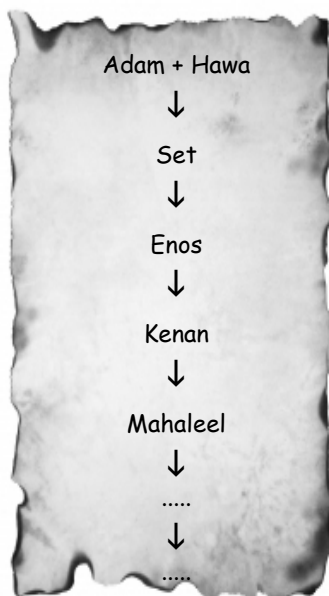 Adam + Hawa
↓
Set
↓
Enos
↓
Kenan
↓
Mahaleel
↓
.....
↓
.....